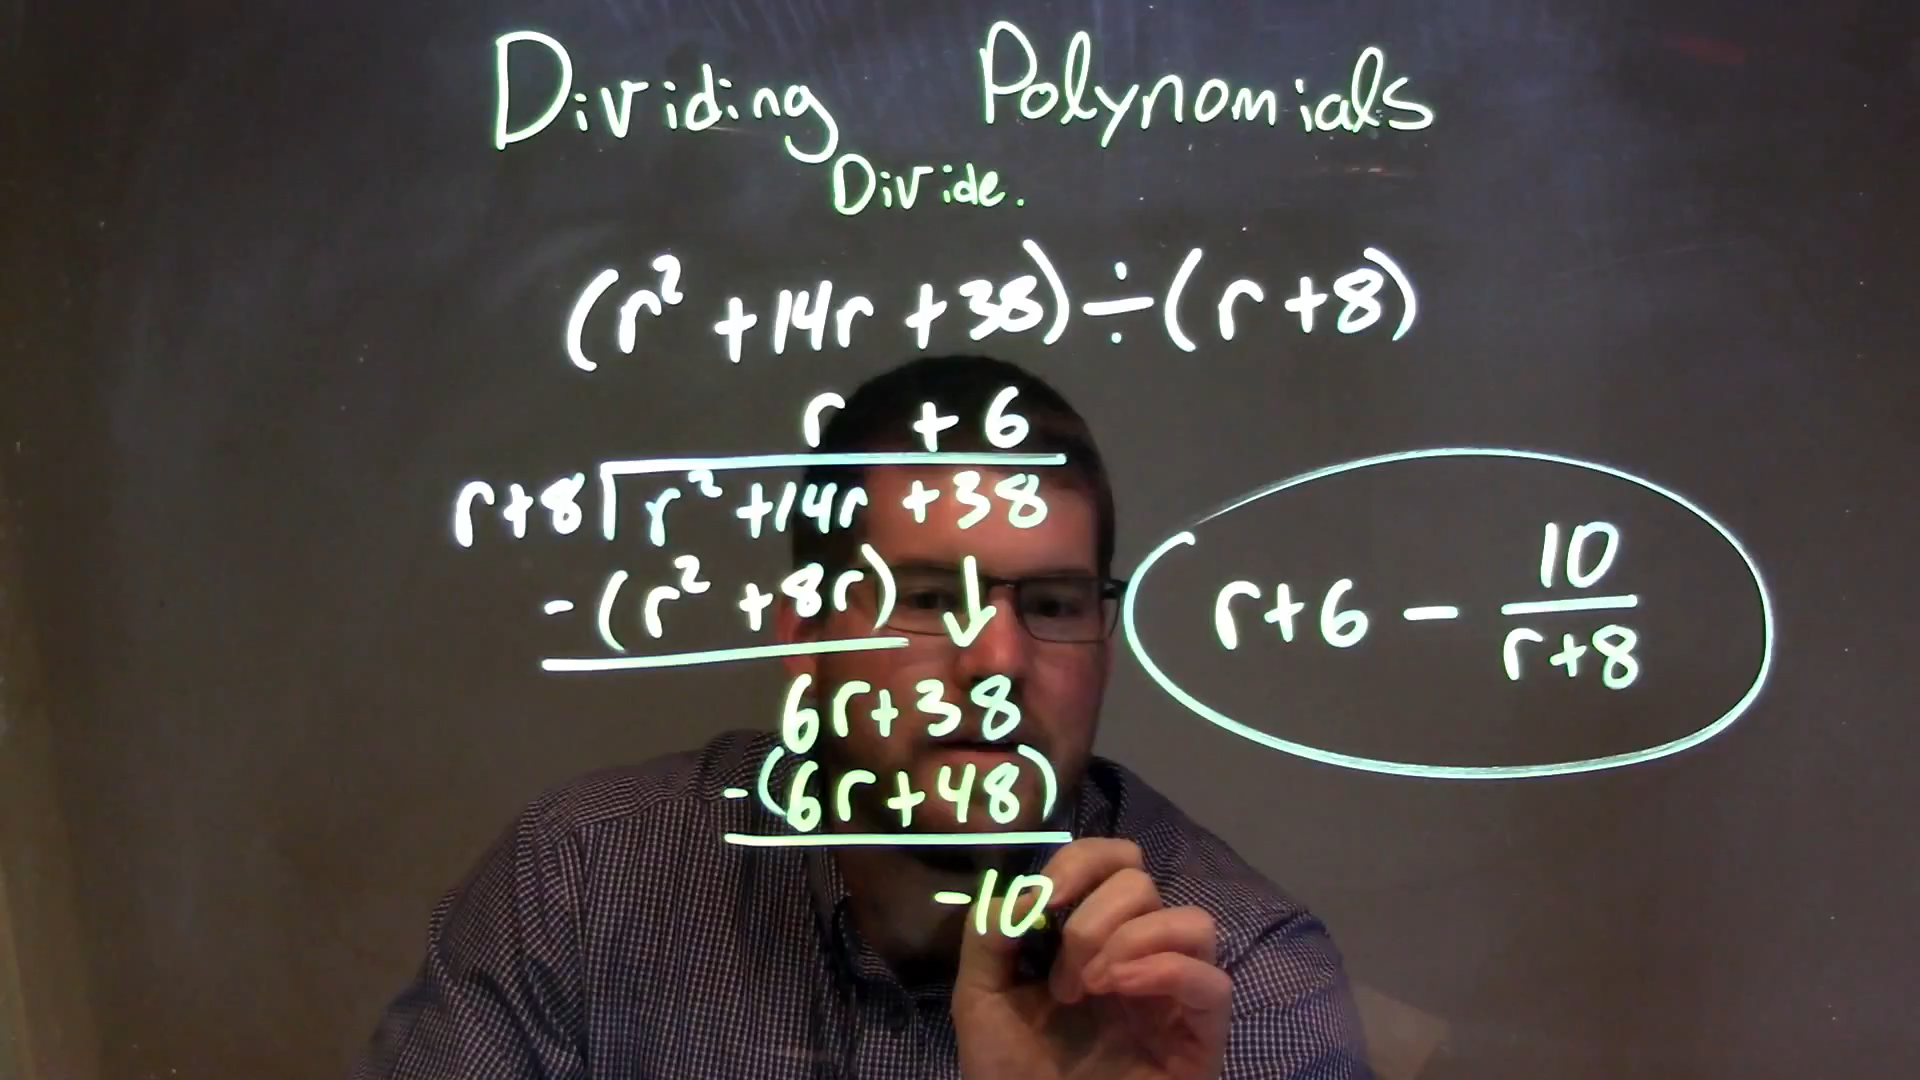 Dividing Polynomials
Divide.
(r² +14r +38) ÷ (r +8)
r + 6
r+8 r² +14r +38
-(r² +8r) ↓
6r+38
-(6r+48)
-10
r+6 - 10/r+8